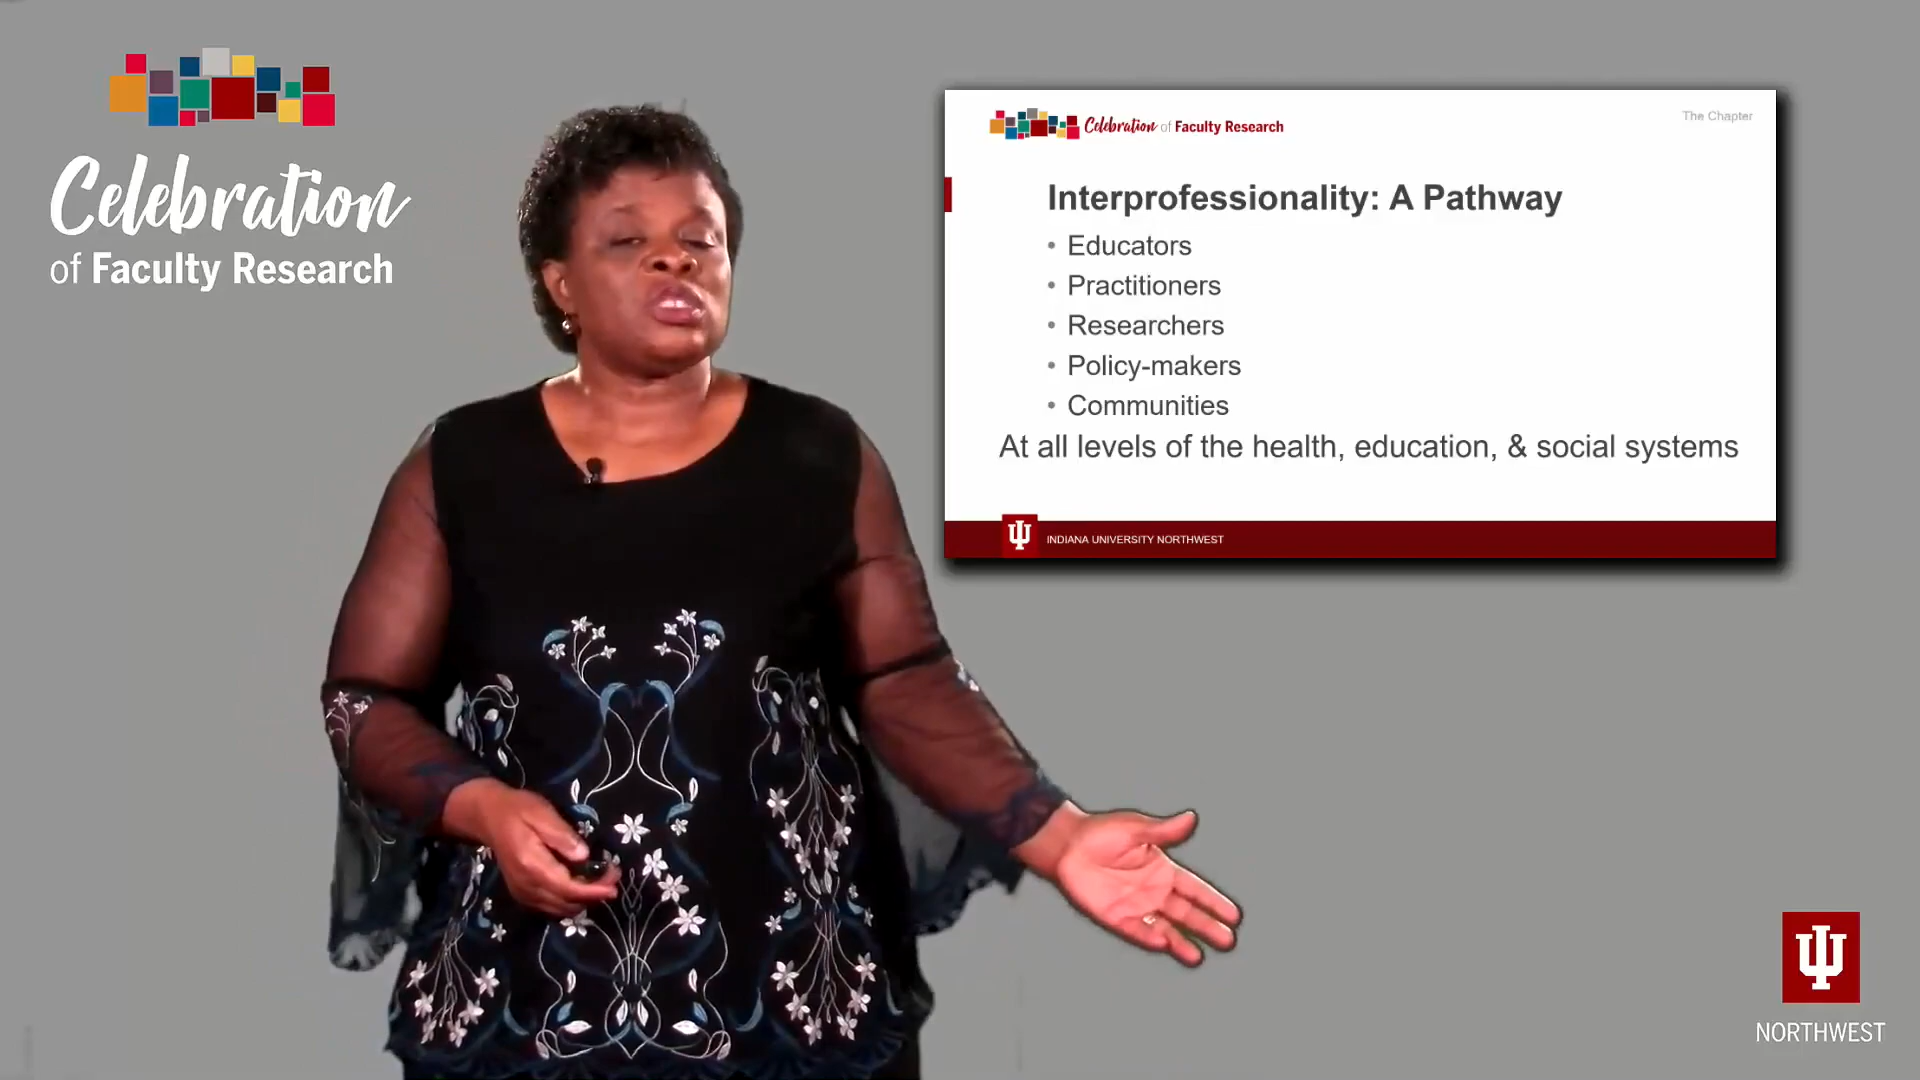 Celebration
of Faculty Research
Celebration of Faculty Research
The Chapter
Interprofessionality: A Pathway
• Educators
• Practitioners
• Researchers
• Policy-makers
• Communities
At all levels of the health, education, & social systems
INDIANA UNIVERSITY NORTHWEST
NORTHWEST